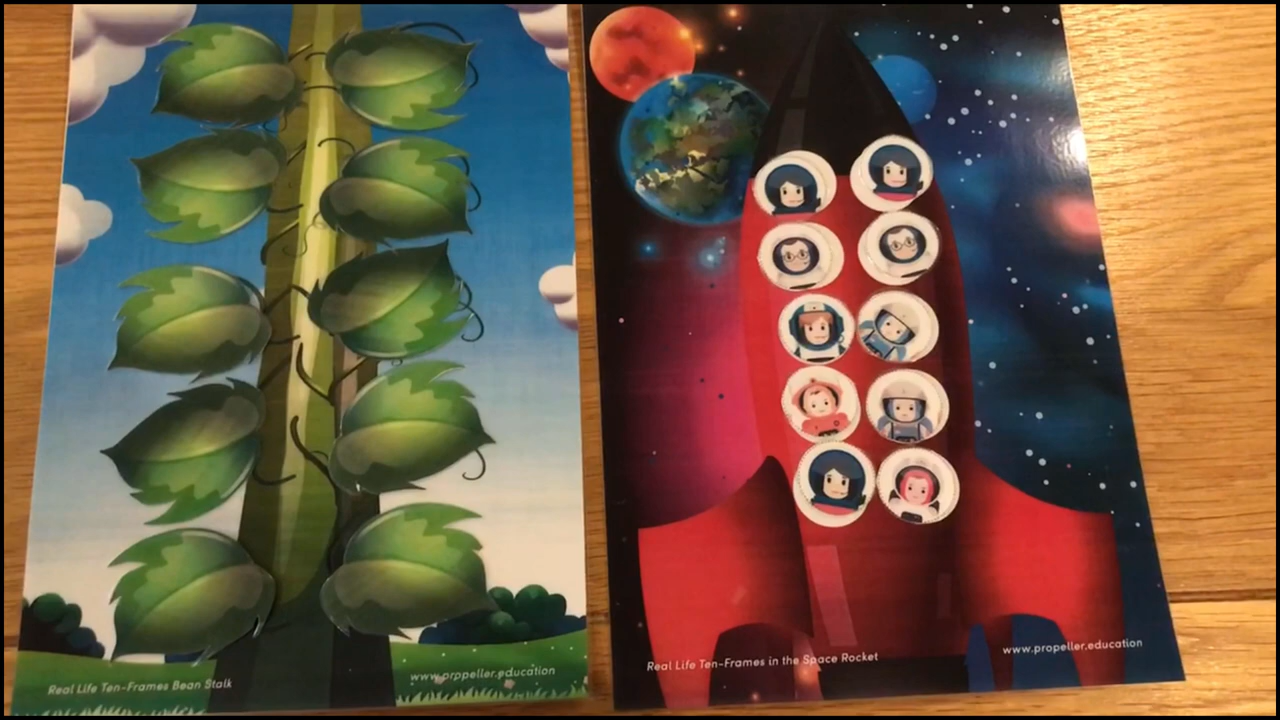 Real Life Ten-Frames Bean Stalk
www.propeller.education
Real Life Ten-Frames in the Space Rocket
www.propeller.education